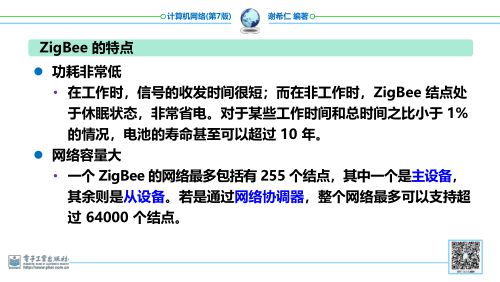 计算机网络(第7版)
谢希仁 编著
ZigBee 的特点
功耗非常低
在工作时，信号的收发时间很短；而在非工作时，ZigBee 结点处
于休眠状态，非常省电。对于某些工作时间和总时间之比小于 1%
的情况，电池的寿命甚至可以超过 10 年。
网络容量大
一个 ZigBee 的网络最多包括有 255 个结点，其中一个是主设备，
其余则是从设备。若是通过网络协调器，整个网络最多可以支持超
过 64000 个结点。
电子工业出版社
http://www.phei.com.cn